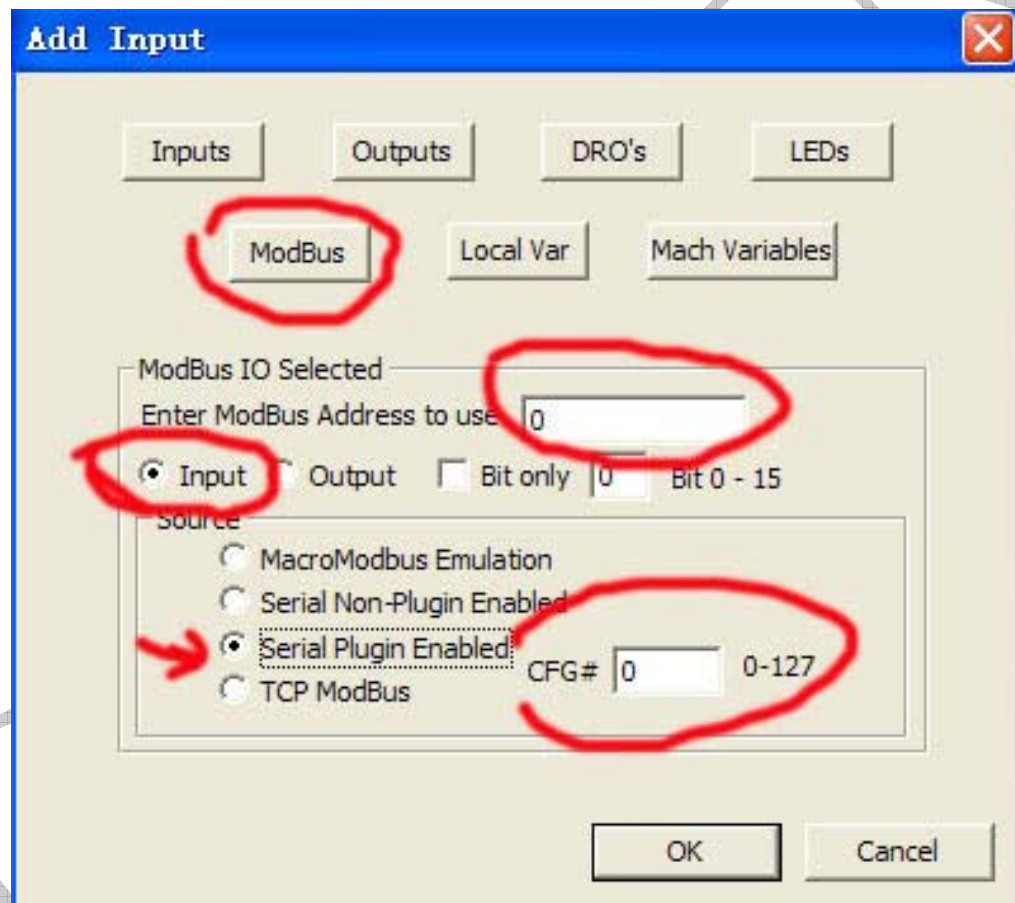 Add Input
Inputs Outputs DRO's LEDs
ModBus Local Var Mach Variables
ModBus IO Selected
Enter ModBus Address to use 0
Input Output Bit only 0 Bit 0 - 15
Source
MacroModbus Emulation
Serial Non-Plugin Enabled
Serial Plugin Enabled CFG# 0 0-127
TCP ModBus
OK Cancel